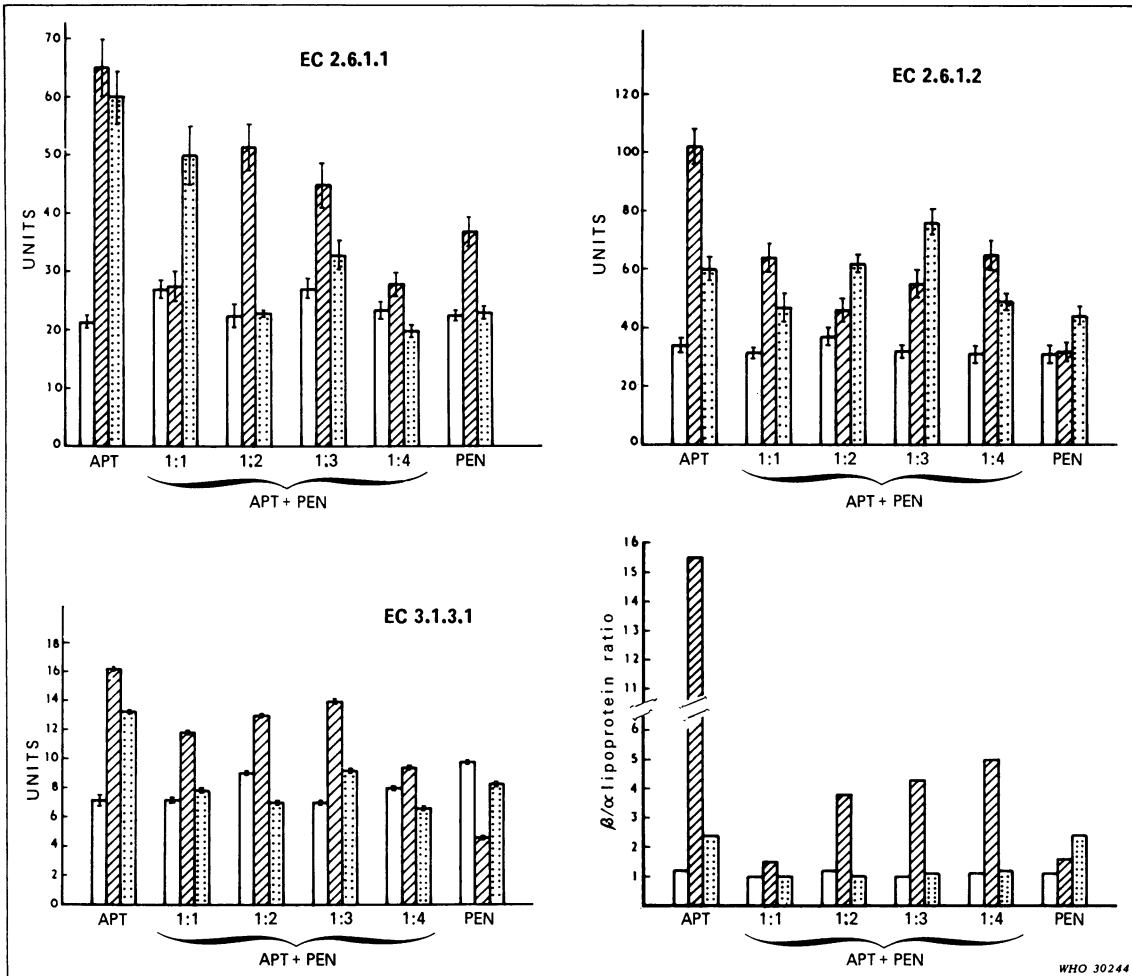 EC 2.6.1.1
UNITS
70
60
50
40
30
20
10
0
APT 1:1 1:2 1:3 1:4 PEN
APT + PEN
EC 2.6.1.2
UNITS
120
100
80
60
40
20
0
APT 1:1 1:2 1:3 1:4 PEN
APT + PEN
EC 3.1.3.1
UNITS
18
16
14
12
10
8
6
4
2
0
APT 1:1 1:2 1:3 1:4 PEN
APT + PEN
β/α lipoprotein ratio
16
15
14
13
12
11
6
5
4
3
2
1
APT 1:1 1:2 1:3 1:4 PEN
APT + PEN
WHO 30244